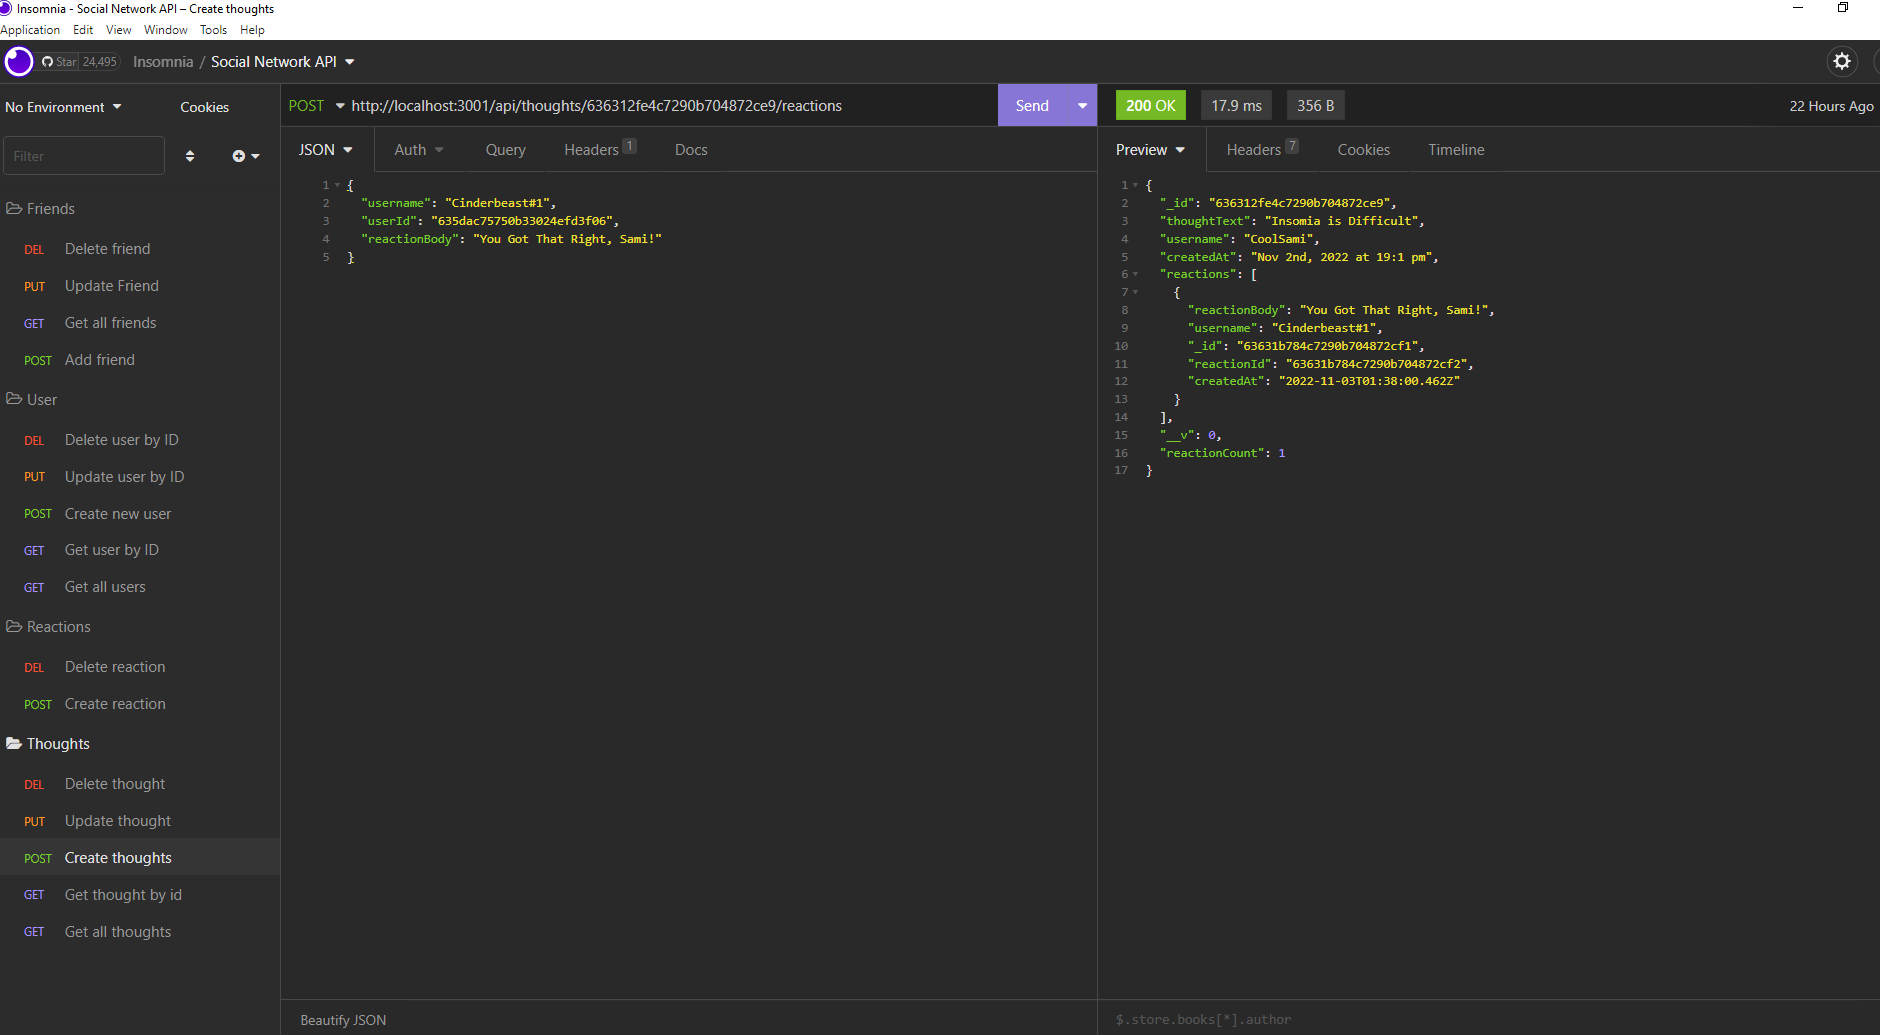 Insomnia - Social Network API – Create thoughts
Application Edit View Window Tools Help
Star 24,495 Insomnia / Social Network API
No Environment Cookies
Filter
Friends
DEL Delete friend
PUT Update Friend
GET Get all friends
POST Add friend
User
DEL Delete user by ID
PUT Update user by ID
POST Create new user
GET Get user by ID
GET Get all users
Reactions
DEL Delete reaction
POST Create reaction
Thoughts
DEL Delete thought
PUT Update thought
POST Create thoughts
GET Get thought by id
GET Get all thoughts
POST http://localhost:3001/api/thoughts/636312fe4c7290b704872ce9/reactions Send
JSON Auth Query Headers 1 Docs
1 {
2 "username": "Cinderbeast#1",
3 "userId": "635dac75750b33024efd3f06",
4 "reactionBody": "You Got That Right, Sami!"
5 }
Beautify JSON
200 OK 17.9 ms 356 B 22 Hours Ago
Preview Headers 7 Cookies Timeline
1 {
2 "_id": "636312fe4c7290b704872ce9",
3 "thoughtText": "Insomia is Difficult",
4 "username": "CoolSami",
5 "createdAt": "Nov 2nd, 2022 at 19:1 pm",
6 "reactions": [
7 {
8 "reactionBody": "You Got That Right, Sami!",
9 "username": "Cinderbeast#1",
10 "_id": "63631b784c7290b704872cf1",
11 "reactionId": "63631b784c7290b704872cf2",
12 "createdAt": "2022-11-03T01:38:00.462Z"
13 }
14 ],
15 "__v": 0,
16 "reactionCount": 1
17 }
$.store.books[*].author